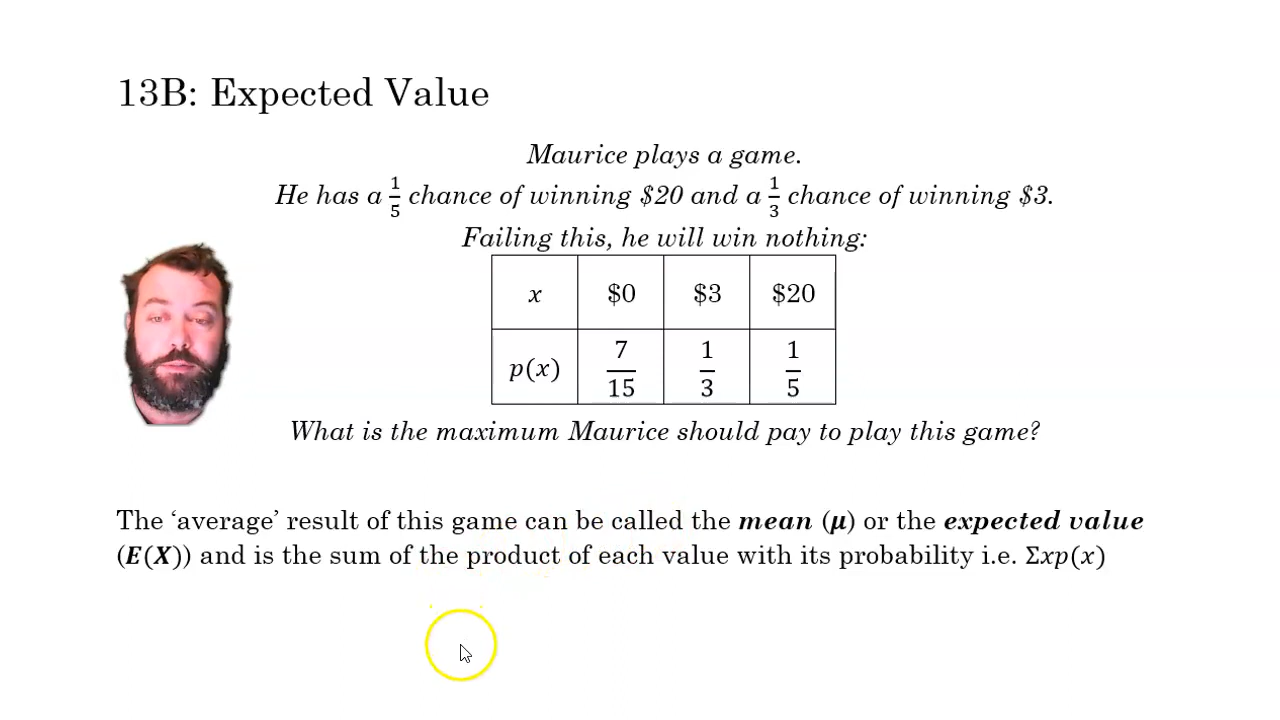 13B: Expected Value
Maurice plays a game.
He has a 1/5 chance of winning $20 and a 1/3 chance of winning $3.
Failing this, he will win nothing:
x $0 $3 $20
p(x) 7/15 1/3 1/5
What is the maximum Maurice should pay to play this game?
The ‘average’ result of this game can be called the mean (μ) or the expected value
(E(X)) and is the sum of the product of each value with its probability i.e. Σxp(x)